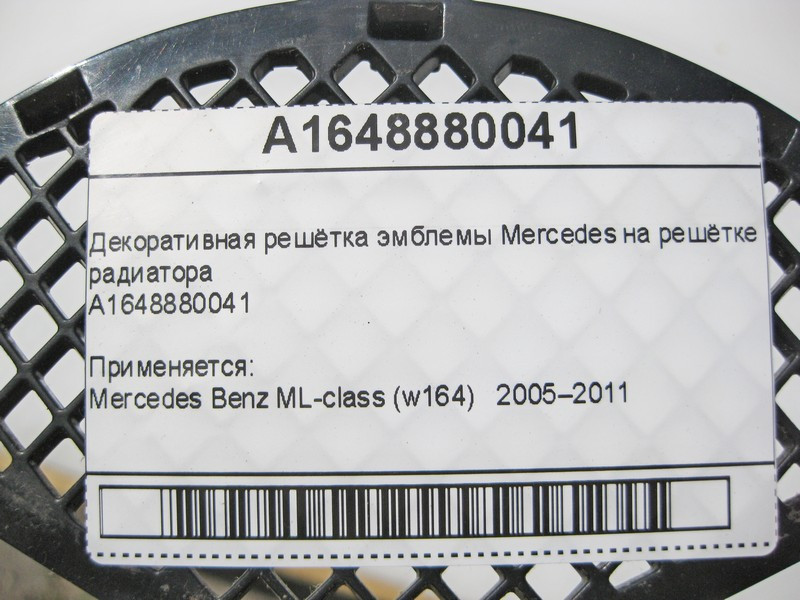 A1648880041
Декоративная решётка эмблемы Mercedes на решётке
радиатора
A1648880041
Применяется:
Mercedes Benz ML-class (w164) 2005–2011